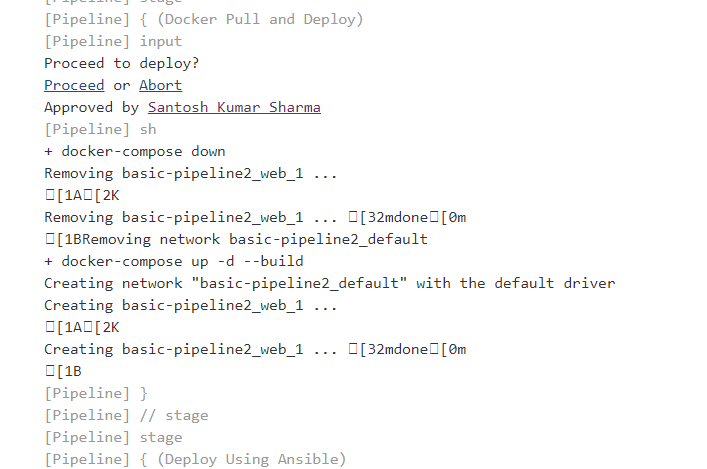 [Pipeline] stage
[Pipeline] { (Docker Pull and Deploy)
[Pipeline] input
Proceed to deploy?
Proceed or Abort
Approved by Santosh Kumar Sharma
[Pipeline] sh
+ docker-compose down
Removing basic-pipeline2_web_1 ...
□[1A□[2K
Removing basic-pipeline2_web_1 ... □[32mdone□[0m
□[1BRemoving network basic-pipeline2_default
+ docker-compose up -d --build
Creating network "basic-pipeline2_default" with the default driver
Creating basic-pipeline2_web_1 ...
□[1A□[2K
Creating basic-pipeline2_web_1 ... □[32mdone□[0m
□[1B
[Pipeline] }
[Pipeline] // stage
[Pipeline] stage
[Pipeline] { (Deploy Using Ansible)